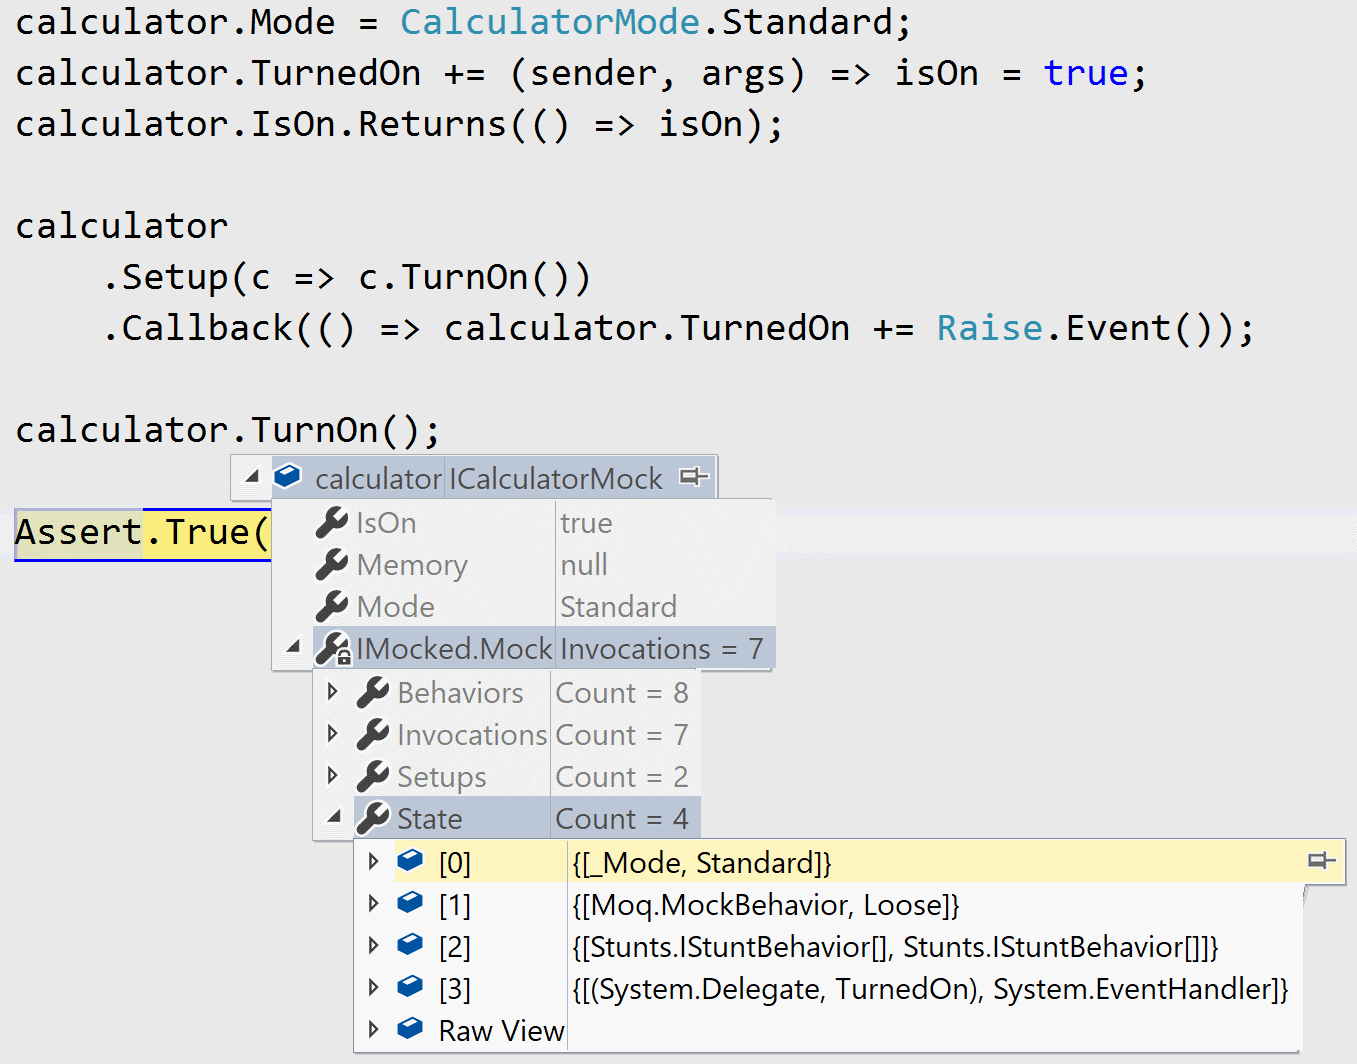 calculator.Mode = CalculatorMode.Standard;
calculator.TurnedOn += (sender, args) => isOn = true;
calculator.IsOn.Returns(() => isOn);
calculator
.Setup(c => c.TurnOn())
.Callback(() => calculator.TurnedOn += Raise.Event());
calculator.TurnOn();
calculator ICalculatorMock
IsOn true
Assert.True(
Memory null
Mode Standard
IMocked.Mock Invocations = 7
Behaviors Count = 8
Invocations Count = 7
Setups Count = 2
State Count = 4
[0] {[_Mode, Standard]}
[1] {[Moq.MockBehavior, Loose]}
[2] {[Stunts.IStuntBehavior[], Stunts.IStuntBehavior[]]}
[3] {[(System.Delegate, TurnedOn), System.EventHandler]}
Raw View